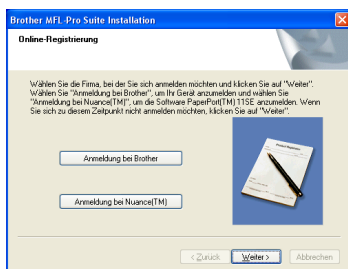 Brother MFL-Pro Suite Installation
Online-Registrierung
Wählen Sie die Firma, bei der Sie sich anmelden möchten und klicken Sie auf "Weiter".
Wählen Sie "Anmeldung bei Brother", um Ihr Gerät anzumelden und wählen Sie
"Anmeldung bei Nuance(TM)", um die Software PaperPort(TM) 11SE anzumelden. Wenn
Sie sich zu diesem Zeitpunkt nicht anmelden möchten, klicken Sie auf "Weiter".
Anmeldung bei Brother
Anmeldung bei Nuance(TM)
< Zurück
Weiter >
Abbrechen